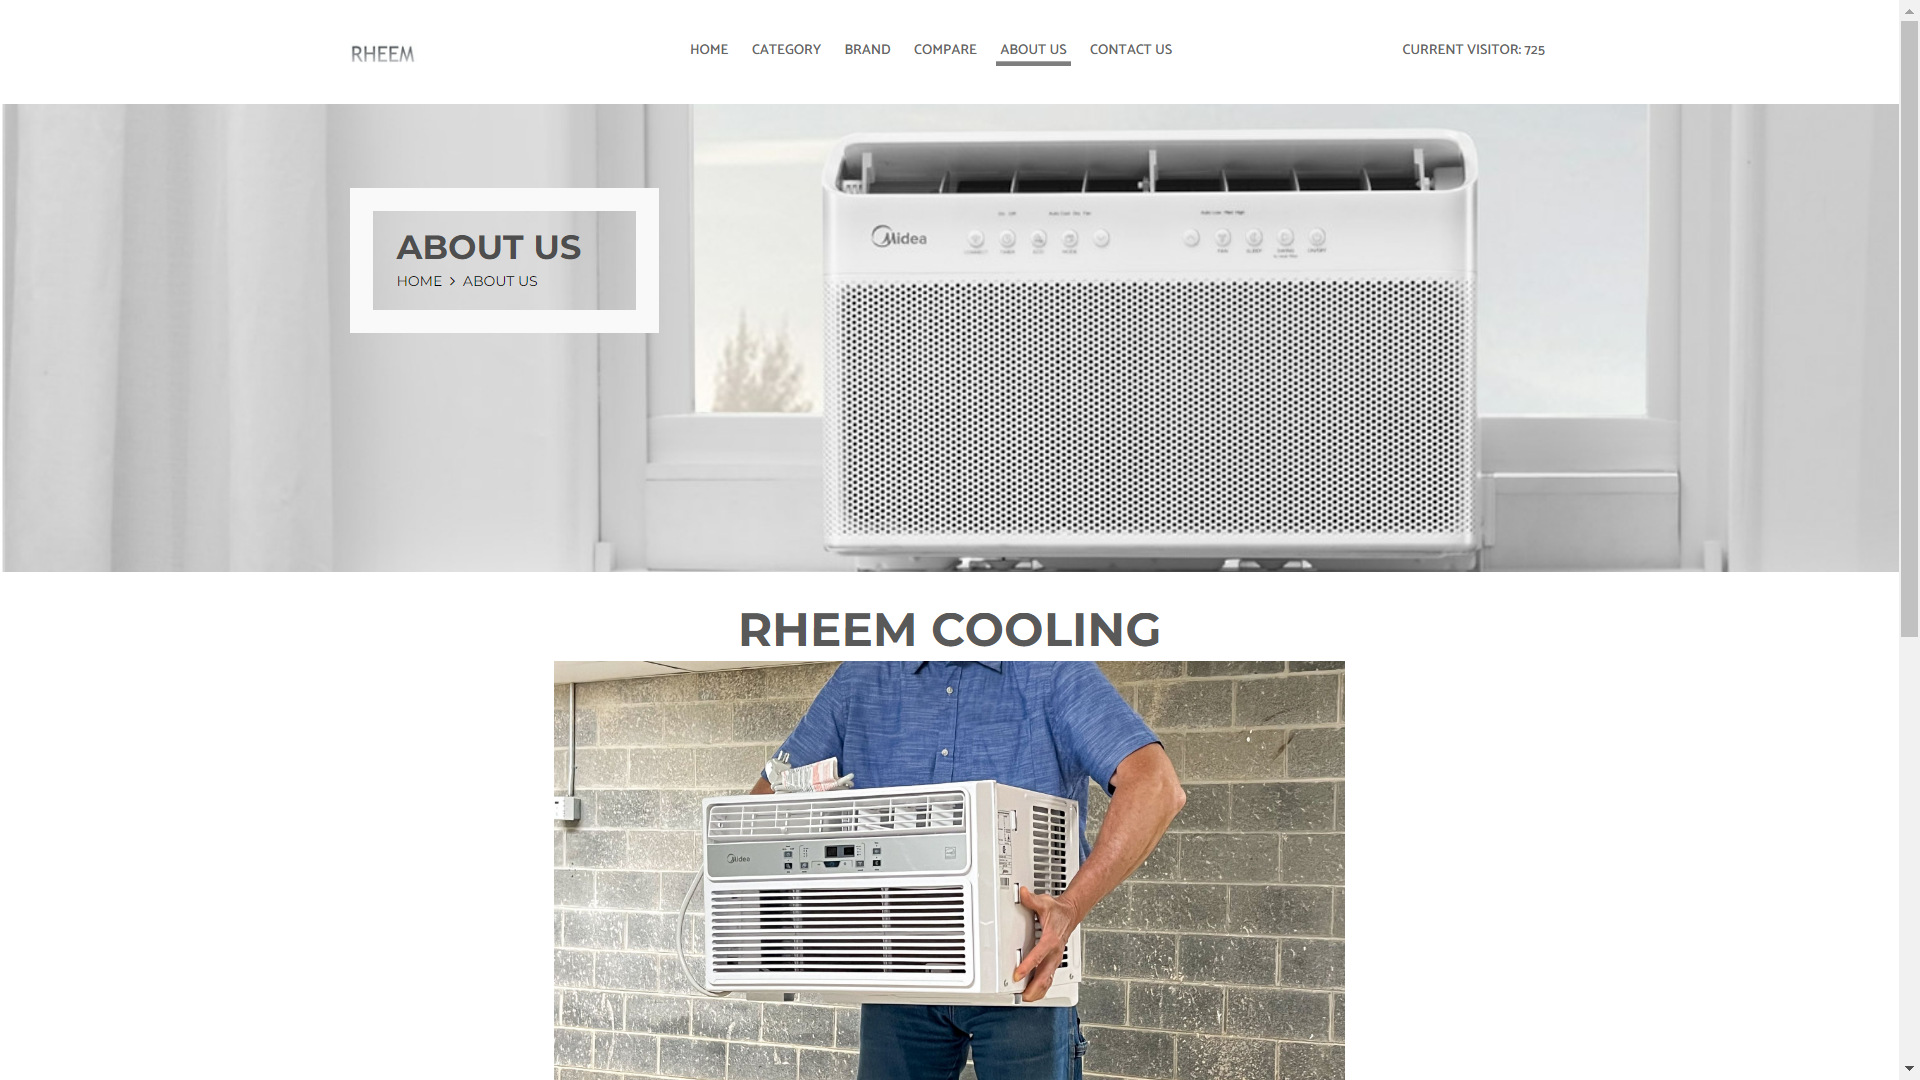 RHEEM
HOME CATEGORY BRAND COMPARE ABOUT US CONTACT US
CURRENT VISITOR: 725
Midea
ABOUT US
HOME > ABOUT US
RHEEM COOLING
Midea